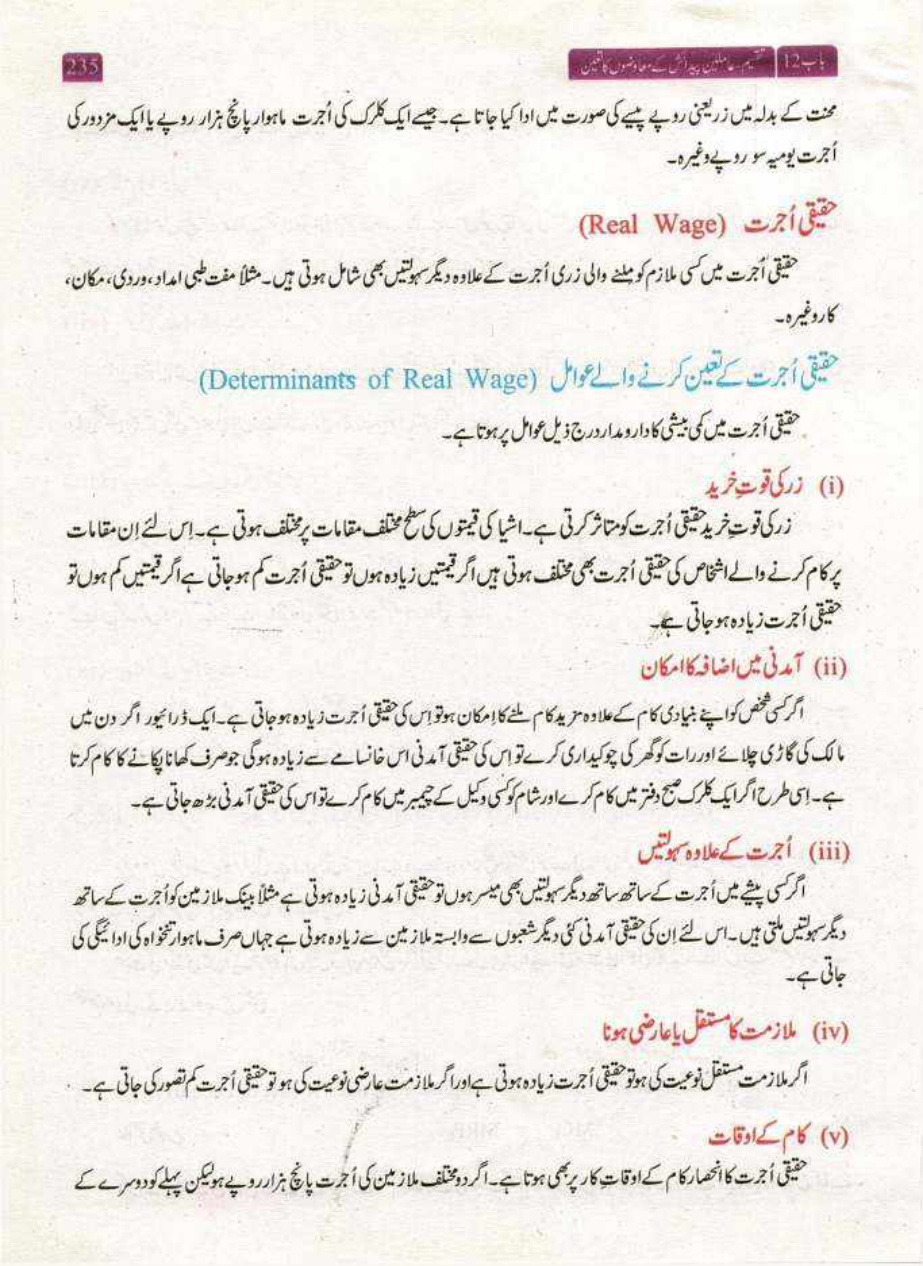 باب 12 تقسیم۔ عاملین پیدائش کے معاوضوں کا تعین
235
محنت کے بدلہ میں زر یعنی روپے پیسے کی صورت میں ادا کیا جاتا ہے۔ جیسے ایک کلرک کی اُجرت ماہوار پانچ ہزار روپے یا ایک مزدور کی
اُجرت یومیہ سو روپے وغیرہ۔
حقیقی اُجرت (Real Wage)
حقیقی اُجرت میں کسی ملازم کو ملنے والی زری اُجرت کے علاوہ دیگر سہولتیں بھی شامل ہوتی ہیں۔ مثلاً مفت طبی امداد، وردی، مکان،
کار وغیرہ۔
حقیقی اُجرت کے تعین کرنے والے عوامل (Determinants of Real Wage)
حقیقی اُجرت میں کمی بیشی کا دارومدار درج ذیل عوامل پر ہوتا ہے۔
(i) زر کی قوتِ خرید
زر کی قوتِ خرید حقیقی اُجرت کو متاثر کرتی ہے۔ اشیا کی قیمتوں کی سطح مختلف مقامات پر مختلف ہوتی ہے۔ اِس لئے اِن مقامات
پر کام کرنے والے اشخاص کی حقیقی اُجرت بھی مختلف ہوتی ہیں اگر قیمتیں زیادہ ہوں تو حقیقی اُجرت کم ہوجاتی ہے اگر قیمتیں کم ہوں تو
حقیقی اُجرت زیادہ ہو جاتی ہے۔
(ii) آمدنی میں اضافہ کا امکان
اگر کسی شخص کو اپنے بنیادی کام کے علاوہ مزید کام ملنے کا اِمکان ہو تو اِس کی حقیقی اُجرت زیادہ ہوجاتی ہے۔ ایک ڈرائیور اگر دن میں
مالک کی گاڑی چلائے اور رات کو گھر کی چوکیداری کرے تو اِس کی حقیقی آمدنی اس خانسامے سے زیادہ ہوگی جو صرف کھانا پکانے کا کام کرتا
ہے۔ اِسی طرح اگر ایک کلرک صبح دفتر میں کام کرے اور شام کو کسی وکیل کے چیمبر میں کام کرے تو اس کی حقیقی آمدنی بڑھ جاتی ہے۔
(iii) اُجرت کے علاوہ سہولتیں
اگر کسی پیشے میں اُجرت کے ساتھ ساتھ دیگر سہولتیں بھی میسر ہوں تو حقیقی آمدنی زیادہ ہوتی ہے مثلاً بینک ملازمین کو اُجرت کے ساتھ
دیگر سہولتیں ملتی ہیں۔ اس لئے اِن کی حقیقی آمدنی کئی دیگر شعبوں سے وابستہ ملازمین سے زیادہ ہوتی ہے جہاں صرف ماہوار تنخواہ کی ادائیگی کی
جاتی ہے۔
(iv) ملازمت کا مستقل یا عارضی ہونا
اگر ملازمت مستقل نوعیت کی ہو تو حقیقی اُجرت زیادہ ہوتی ہے اور اگر ملازمت عارضی نوعیت کی ہو تو حقیقی اُجرت کم تصور کی جاتی ہے۔
(v) کام کے اوقات
حقیقی اُجرت کا انحصار کام کے اوقاتِ کار پر بھی ہوتا ہے۔ اگر دو مختلف ملازمین کی اُجرت پانچ ہزار روپے ہو لیکن پہلے کو دوسرے کے